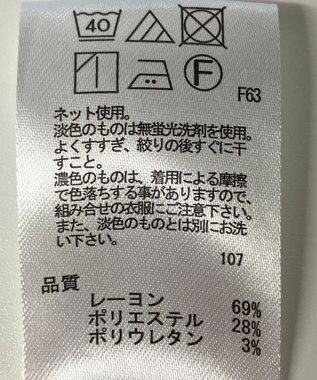 40
F
F63
ネット使用。
淡色のものは無蛍光洗剤を使用。
よくすすぎ、絞りの後すぐに干
すこと。
濃色のものは、着用による摩擦
で色落ちする事がありますので、
組み合せの衣服にご注意下さい。
また、淡色のものとは別にお洗
い下さい。
107
品質
レーヨン 69%
ポリエステル 28%
ポリウレタン 3%